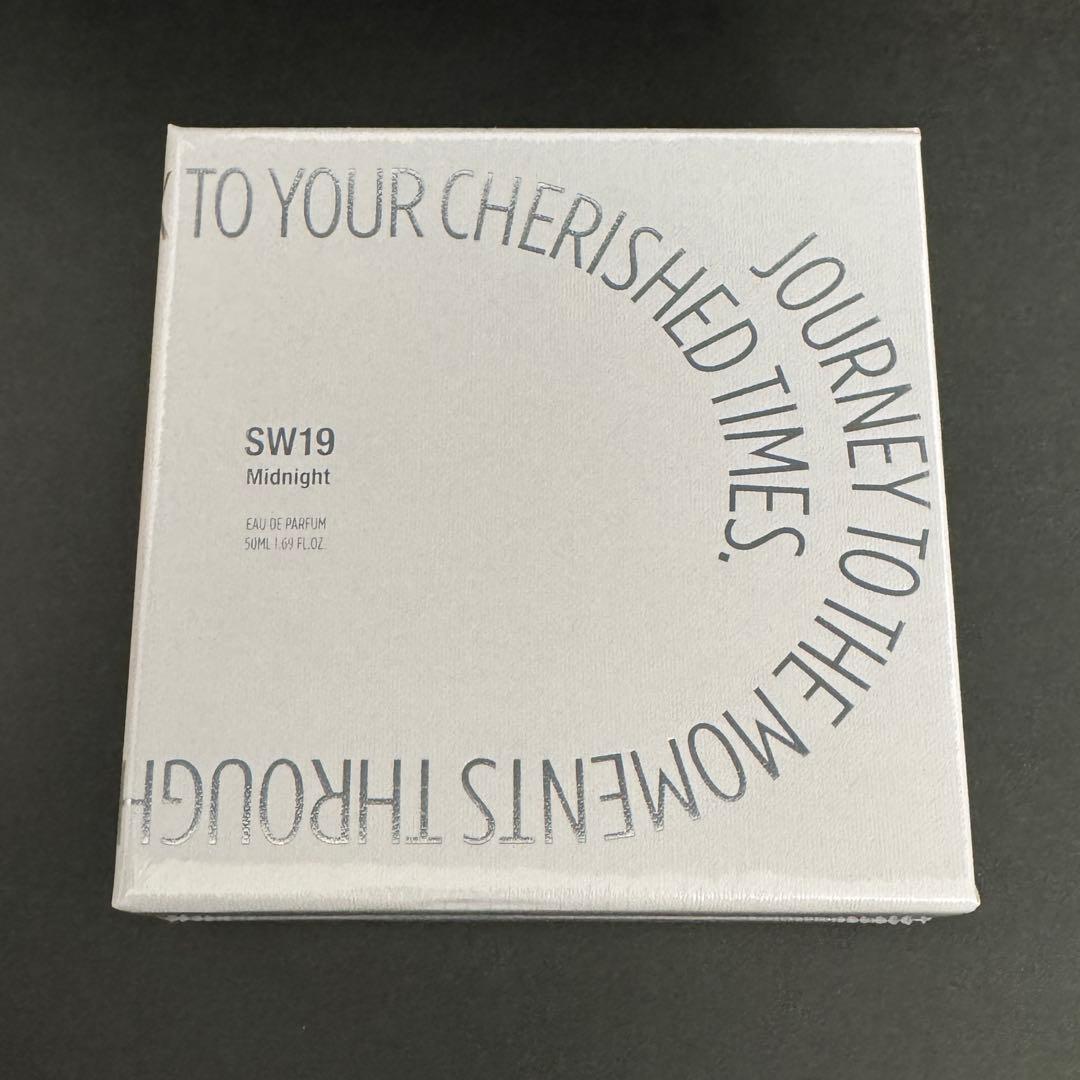 JOURNEY TO THE MOMENTS THROUGH
TO YOUR CHERISHED TIMES.
SW19
Midnight
EAU DE PARFUM
50ML 1.69 FL.OZ.